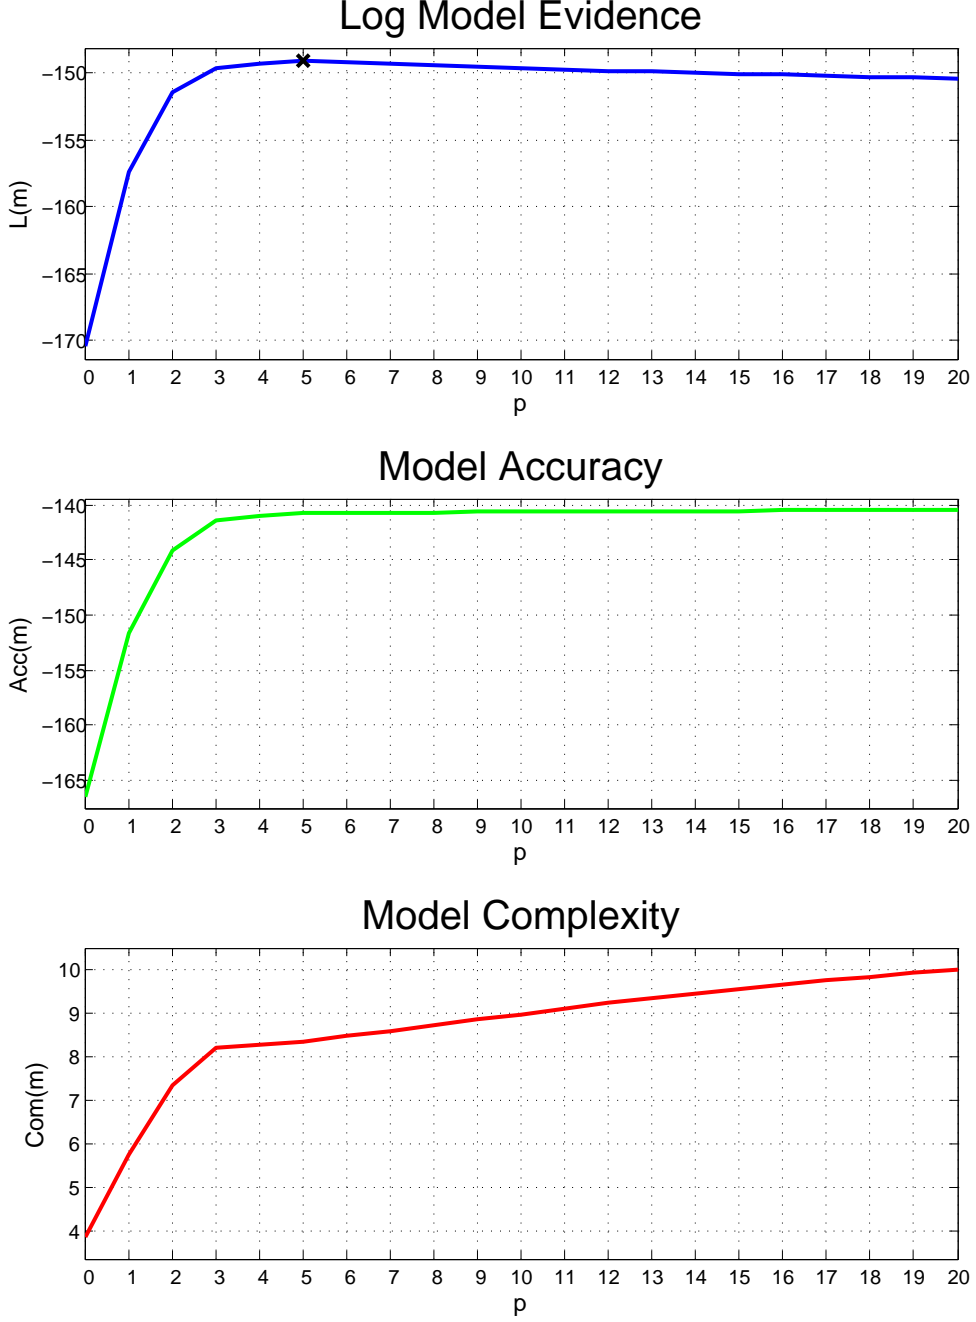 Log Model Evidence
−150
−155
−160
−165
−170
L(m)
0 1 2 3 4 5 6 7 8 9 10 11 12 13 14 15 16 17 18 19 20
p
Model Accuracy
−140
−145
−150
−155
−160
−165
Acc(m)
0 1 2 3 4 5 6 7 8 9 10 11 12 13 14 15 16 17 18 19 20
p
Model Complexity
10
9
8
7
6
5
4
Com(m)
0 1 2 3 4 5 6 7 8 9 10 11 12 13 14 15 16 17 18 19 20
p